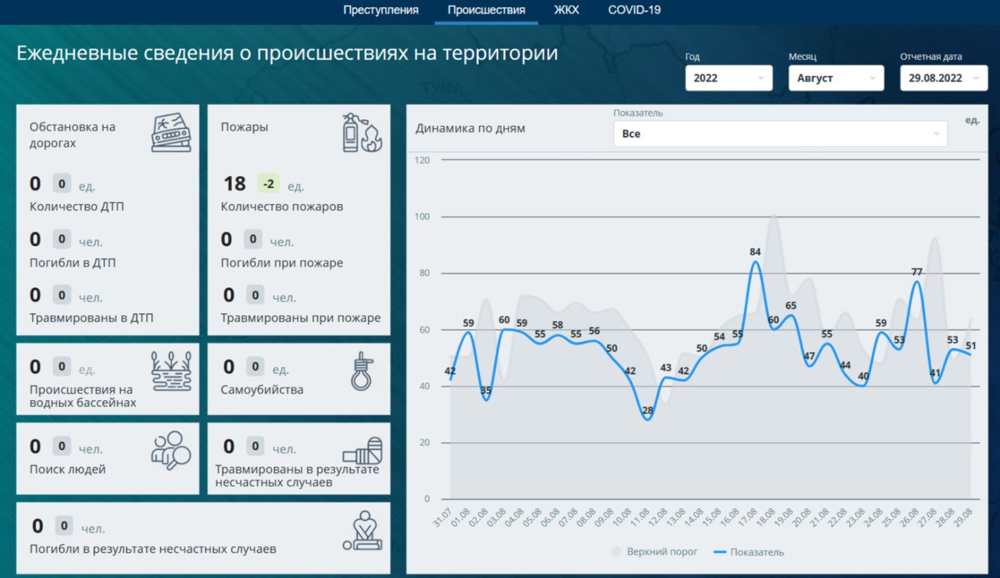 Преступления Происшествия ЖКХ COVID-19
Ежедневные сведения о происшествиях на территории
Год
2022
Месяц
Август
Отчетная дата
29.08.2022
ТУМА
Обстановка на
дорогах
0 0 ед.
Количество ДТП
0 0 чел.
Погибли в ДТП
0 0 чел.
Травмированы в ДТП
Пожары
18 -2 ед.
Количество пожаров
0 0 чел.
Погибли при пожаре
0 0 чел.
Травмированы при пожаре
0 0 ед.
Происшествия на
водных бассейнах
0 0 ед.
Самоубийства
0 0 чел.
Поиск людей
0 0 чел.
Травмированы в результате
несчастных случаев
0 0 чел.
Погибли в результате несчастных случаев
Динамика по дням
Показатель
Все
ед.
120
100
80
60
40
20
0
42 59 35 60 59 55 58 55 56 50 42 28 43 42 50 54 55 84 60 65 47 55 44 40 59 53 77 41 53 51
31.07 01.08 02.08 03.08 04.08 05.08 06.08 07.08 08.08 09.08 10.08 11.08 12.08 13.08 14.08 15.08 16.08 17.08 18.08 19.08 20.08 21.08 22.08 23.08 24.08 25.08 26.08 27.08 28.08 29.08
Верхний порог Показатель